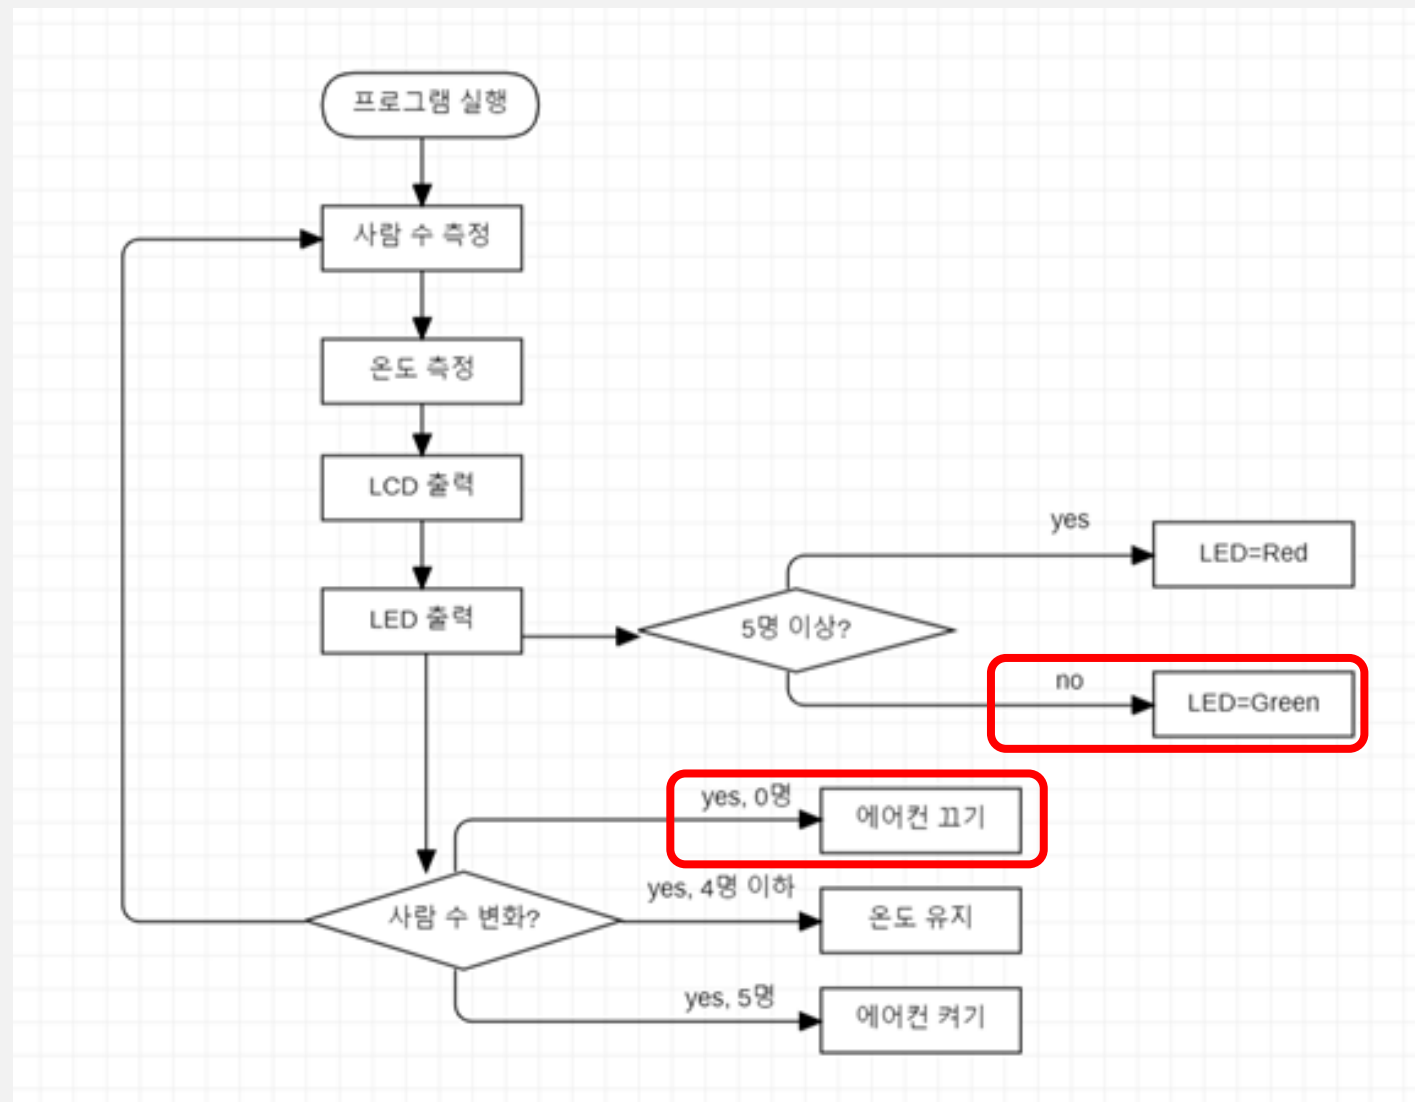 프로그램 실행
사람 수 측정
온도 측정
LCD 출력
LED 출력
5명 이상?
yes
LED=Red
no
LED=Green
사람 수 변화?
yes, 0명
에어컨 끄기
yes, 4명 이하
온도 유지
yes, 5명
에어컨 켜기